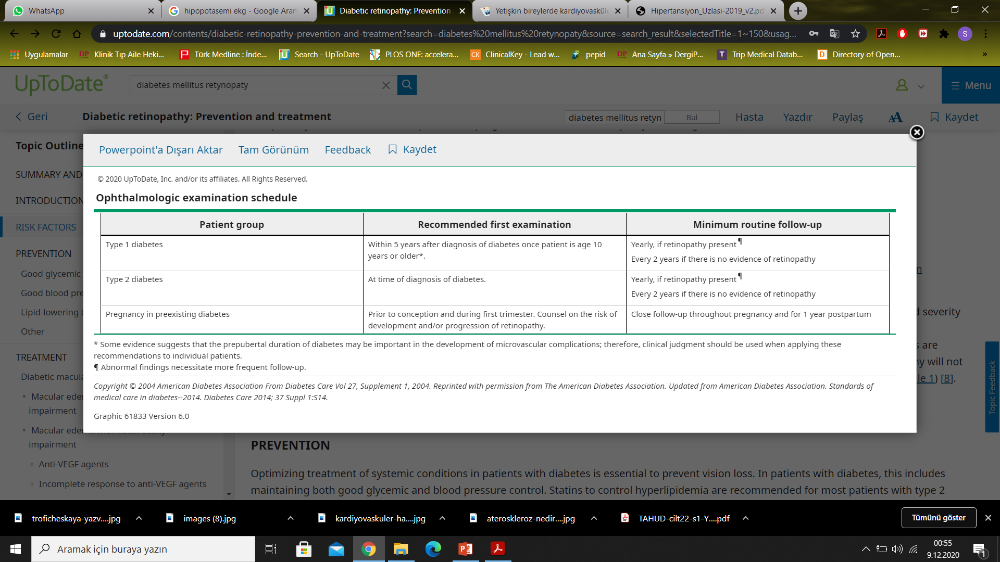 WhatsApp
hipopotasemi ekg - Google Aram
Diabetic retinopathy: Prevention
Yetişkin bireylerde kardiyovasküle
Hipertansiyon_Uzlasi-2019_v2.pd
uptodate.com/contents/diabetic-retinopathy-prevention-and-treatment?search=diabetes%20mellitus%20retynopaty&source=search_result&selectedTitle=1~150&usag...
S
Uygulamalar
DP Klinik Tıp Aile Heki...
Türk Medline : İnde...
Search - UpToDate
PLOS ONE: accelera...
CK ClinicalKey - Lead w...
pepid
DP Ana Sayfa » DergiP...
T Trip Medical Datab...
D Directory of Open...
»
UpToDate®
diabetes mellitus retynopaty
Menu
Geri
Diabetic retinopathy: Prevention and treatment
diabetes mellitus retyn
Bul
Hasta
Yazdır
Paylaş
AA
Kaydet
Topic Outline
SUMMARY AND
INTRODUCTION
RISK FACTORS
PREVENTION
Good glycemic
Good blood pre
Lipid-lowering t
Other
TREATMENT
Diabetic macula
• Macular eder
impairment
• Macular edema with visual acuity
impairment
◦ Anti-VEGF agents
◦ Incomplete response to anti-VEGF agents
Powerpoint'a Dışarı Aktar
Tam Görünüm
Feedback
Kaydet
© 2020 UpToDate, Inc. and/or its affiliates. All Rights Reserved.
Ophthalmologic examination schedule
Patient group
Recommended first examination
Minimum routine follow-up
Type 1 diabetes
Within 5 years after diagnosis of diabetes once patient is age 10
years or older*.
Yearly, if retinopathy present ¶
Every 2 years if there is no evidence of retinopathy
Type 2 diabetes
At time of diagnosis of diabetes.
Yearly, if retinopathy present ¶
Every 2 years if there is no evidence of retinopathy
Pregnancy in preexisting diabetes
Prior to conception and during first trimester. Counsel on the risk of
development and/or progression of retinopathy.
Close follow-up throughout pregnancy and for 1 year postpartum
* Some evidence suggests that the prepubertal duration of diabetes may be important in the development of microvascular complications; therefore, clinical judgment should be used when applying these
recommendations to individual patients.
¶ Abnormal findings necessitate more frequent follow-up.
Copyright © 2004 American Diabetes Association From Diabetes Care Vol 27, Supplement 1, 2004. Reprinted with permission from The American Diabetes Association. Updated from American Diabetes Association. Standards of
medical care in diabetes--2014. Diabetes Care 2014; 37 Suppl 1:S14.
Graphic 61833 Version 6.0
n
d severity
s are
y will not
le 1) [8].
Topic Feedback
PREVENTION
Optimizing treatment of systemic conditions in patients with diabetes is essential to prevent vision loss. In patients with diabetes, this includes
maintaining both good glycemic and blood pressure control. Statins to control hyperlipidemia are recommended for most patients with type 2
troficheskaya-yazv....jpg
images (8).jpg
kardiyovaskuler-ha....jpg
ateroskleroz-nedir....jpg
TAHUD-cilt22-s1-Y....pdf
Tümünü göster
Aramak için buraya yazın
00:55
9.12.2020
1